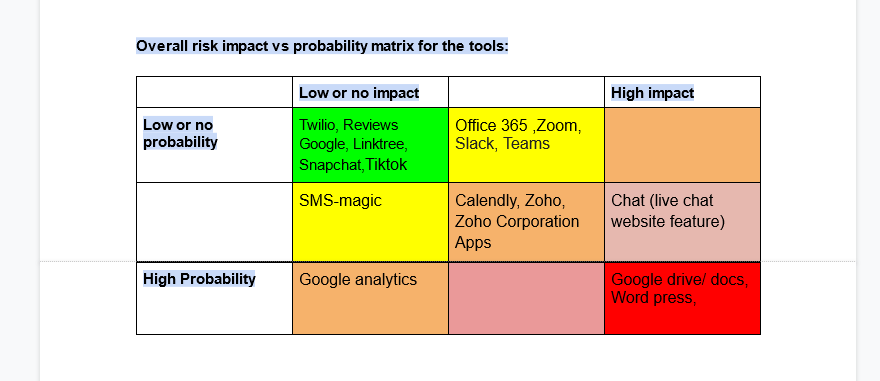 Overall risk impact vs probability matrix for the tools:
Low or no impact
High impact
Low or no
probability
Twilio, Reviews
Google, Linktree,
Snapchat,Tiktok
Office 365 ,Zoom,
Slack, Teams
SMS-magic
Calendly, Zoho,
Zoho Corporation
Apps
Chat (live chat
website feature)
High Probability
Google analytics
Google drive/ docs,
Word press,